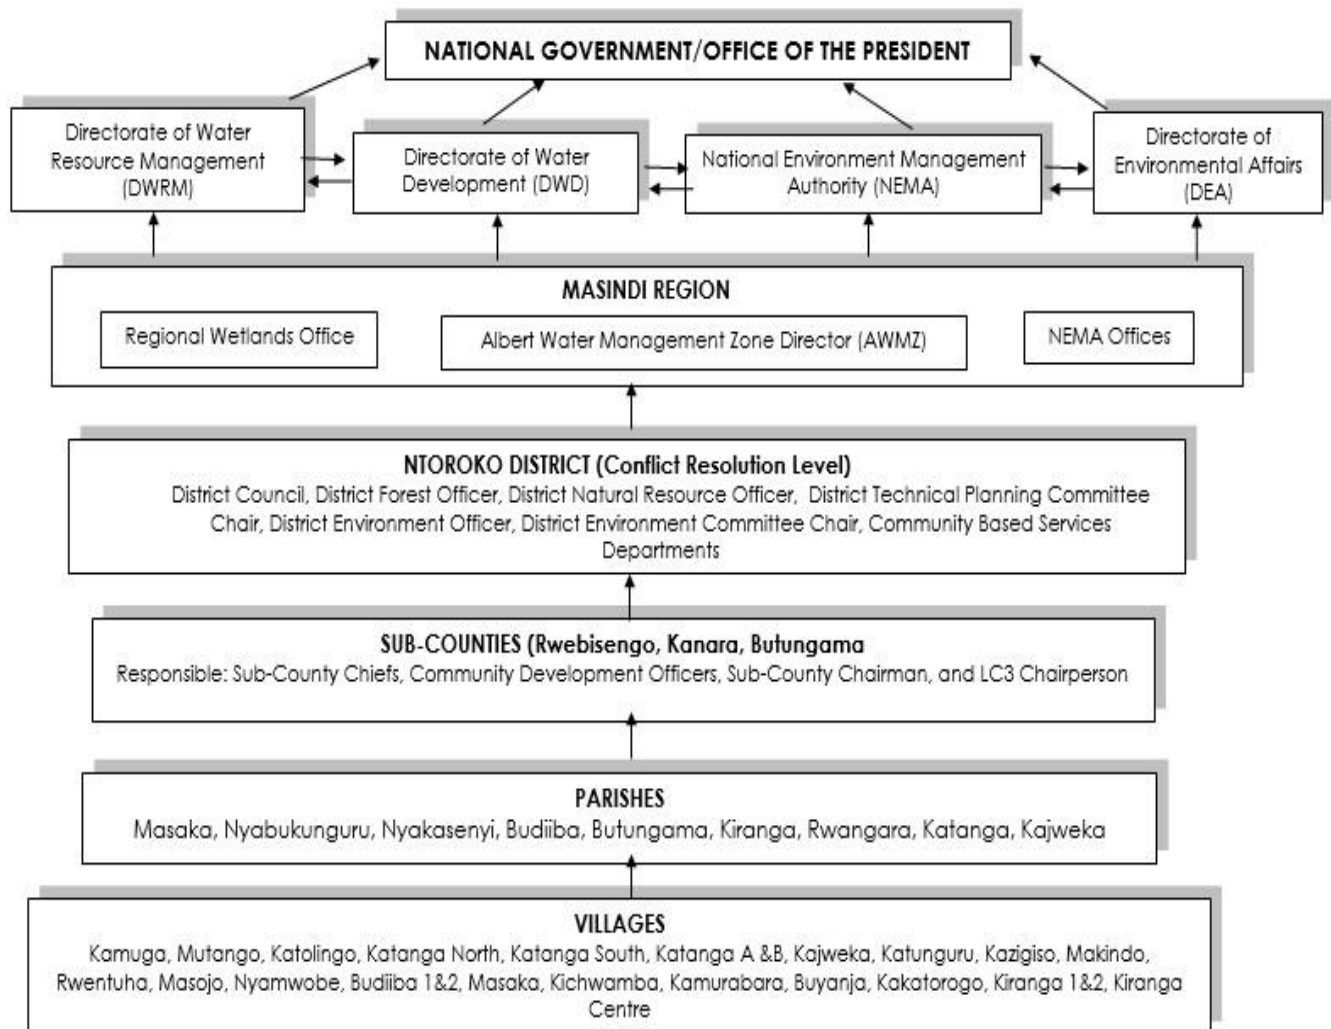 NATIONAL GOVERNMENT/OFFICE OF THE PRESIDENT
Directorate of Water
Resource Management
(DWRM)
Directorate of Water
Development (DWD)
National Environment Management
Authority (NEMA)
Directorate of
Environmental Affairs
(DEA)
MASINDI REGION
Regional Wetlands Office
Albert Water Management Zone Director (AWMZ)
NEMA Offices
NTOROKO DISTRICT (Conflict Resolution Level)
District Council, District Forest Officer, District Natural Resource Officer, District Technical Planning Committee
Chair, District Environment Officer, District Environment Committee Chair, Community Based Services
Departments
SUB-COUNTIES (Rwebisengo, Kanara, Butungama
Responsible: Sub-County Chiefs, Community Development Officers, Sub-County Chairman, and LC3 Chairperson
PARISHES
Masaka, Nyabukunguru, Nyakasenyi, Budiiba, Butungama, Kiranga, Rwangara, Katanga, Kajweka
VILLAGES
Kamuga, Mutango, Katolingo, Katanga North, Katanga South, Katanga A &B, Kajweka, Katunguru, Kazigiso, Makindo,
Rwentuha, Masojo, Nyamwobe, Budiiba 1&2, Masaka, Kichwamba, Kamurabara, Buyanja, Kakatorogo, Kiranga 1&2, Kiranga
Centre